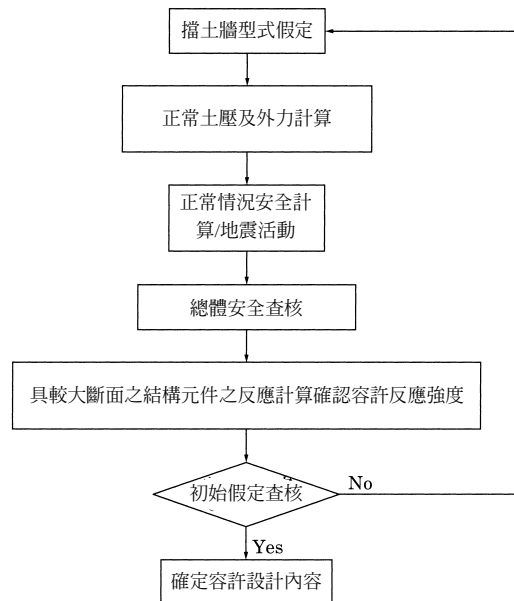 擋土牆型式假定
正常土壓及外力計算
正常情況安全計
算/地震活動
總體安全查核
具較大斷面之結構元件之反應計算確認容許反應強度
初始假定查核
No
Yes
確定容許設計內容